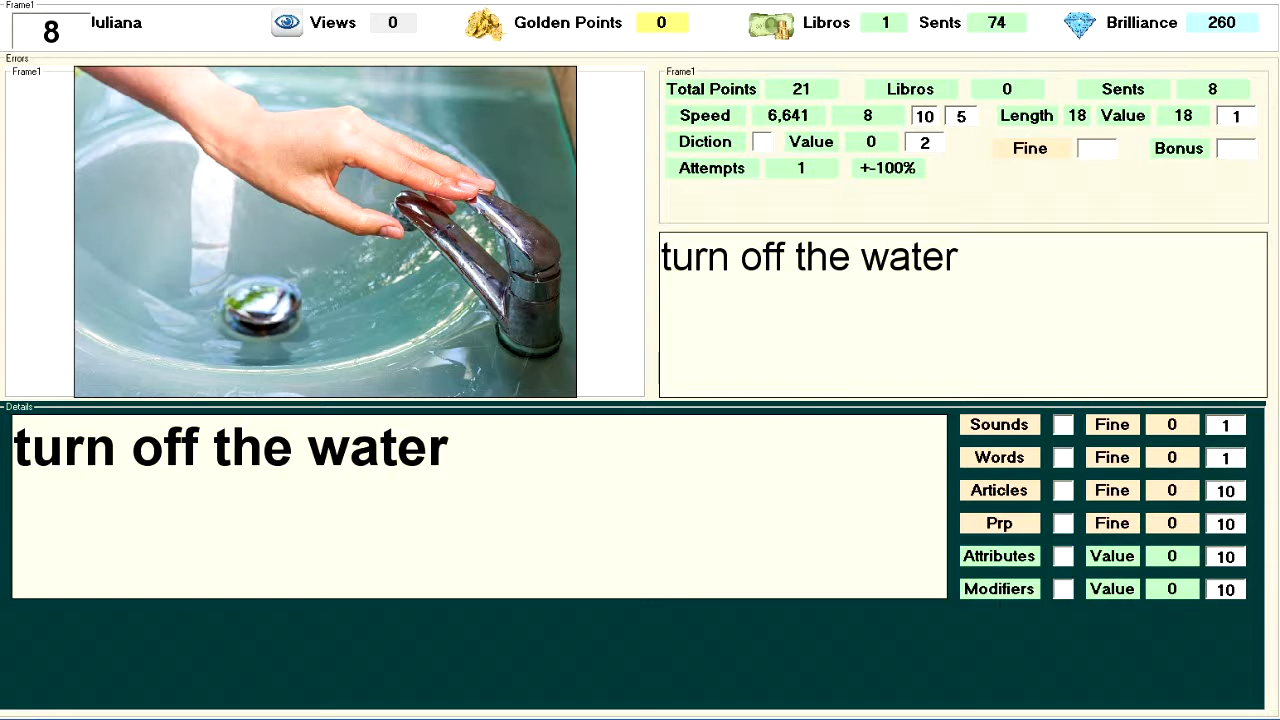 Frame1
8 Iuliana Views 0 Golden Points 0 Libros 1 Sents 74 Brilliance 260
Errors
Frame1
Frame1
Total Points 21 Libros 0 Sents 8
Speed 6,641 8 10 5 Length 18 Value 18 1
Diction Value 0 2 Fine Bonus
Attempts 1 +-100%
turn off the water
Details
turn off the water
Sounds Fine 0 1
Words Fine 0 1
Articles Fine 0 10
Prp Fine 0 10
Attributes Value 0 10
Modifiers Value 0 10